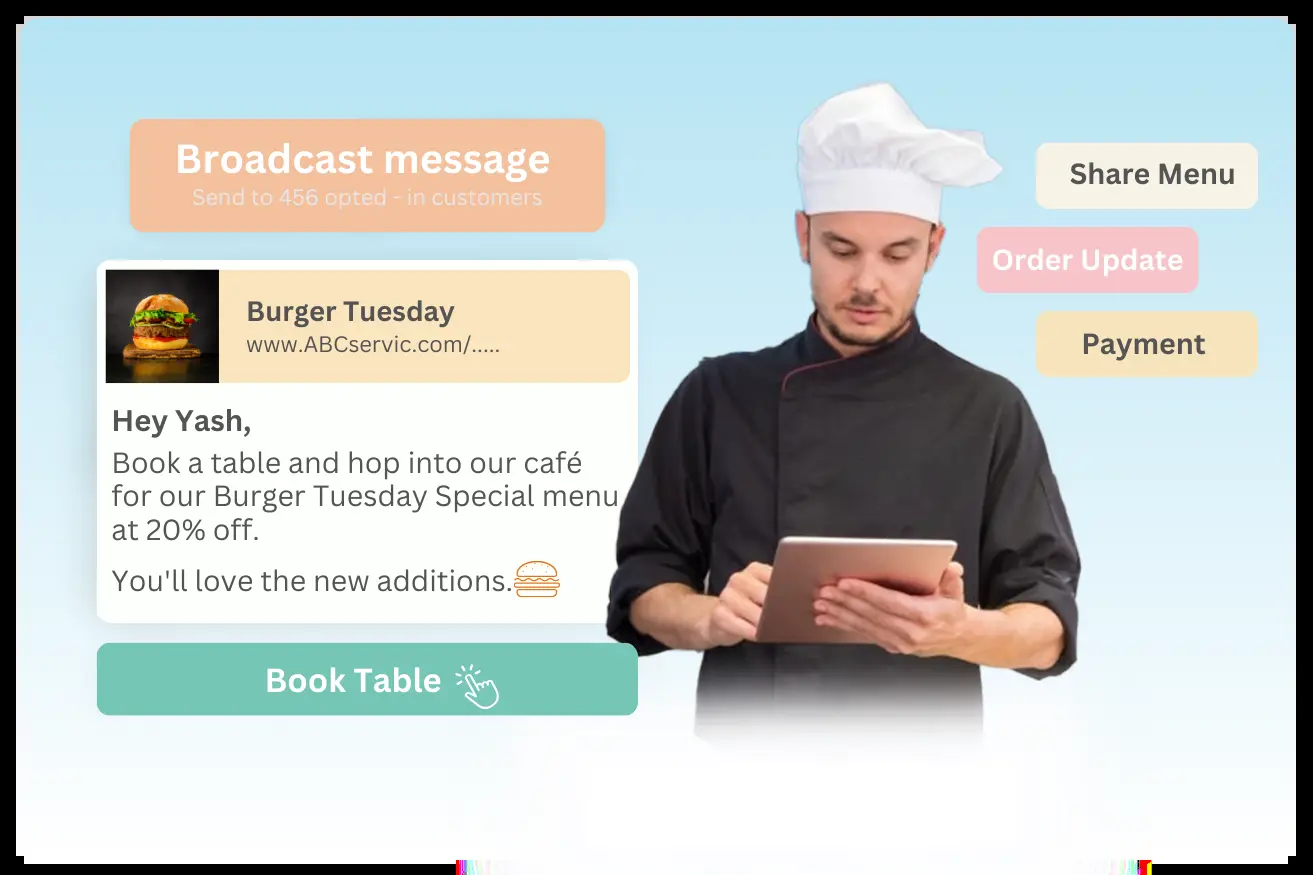 Broadcast message
Send to 456 opted - in customers
Burger Tuesday
www.ABCservic.com/.....
Hey Yash,
Book a table and hop into our café
for our Burger Tuesday Special menu
at 20% off.
You'll love the new additions.
Book Table
Share Menu
Order Update
Payment